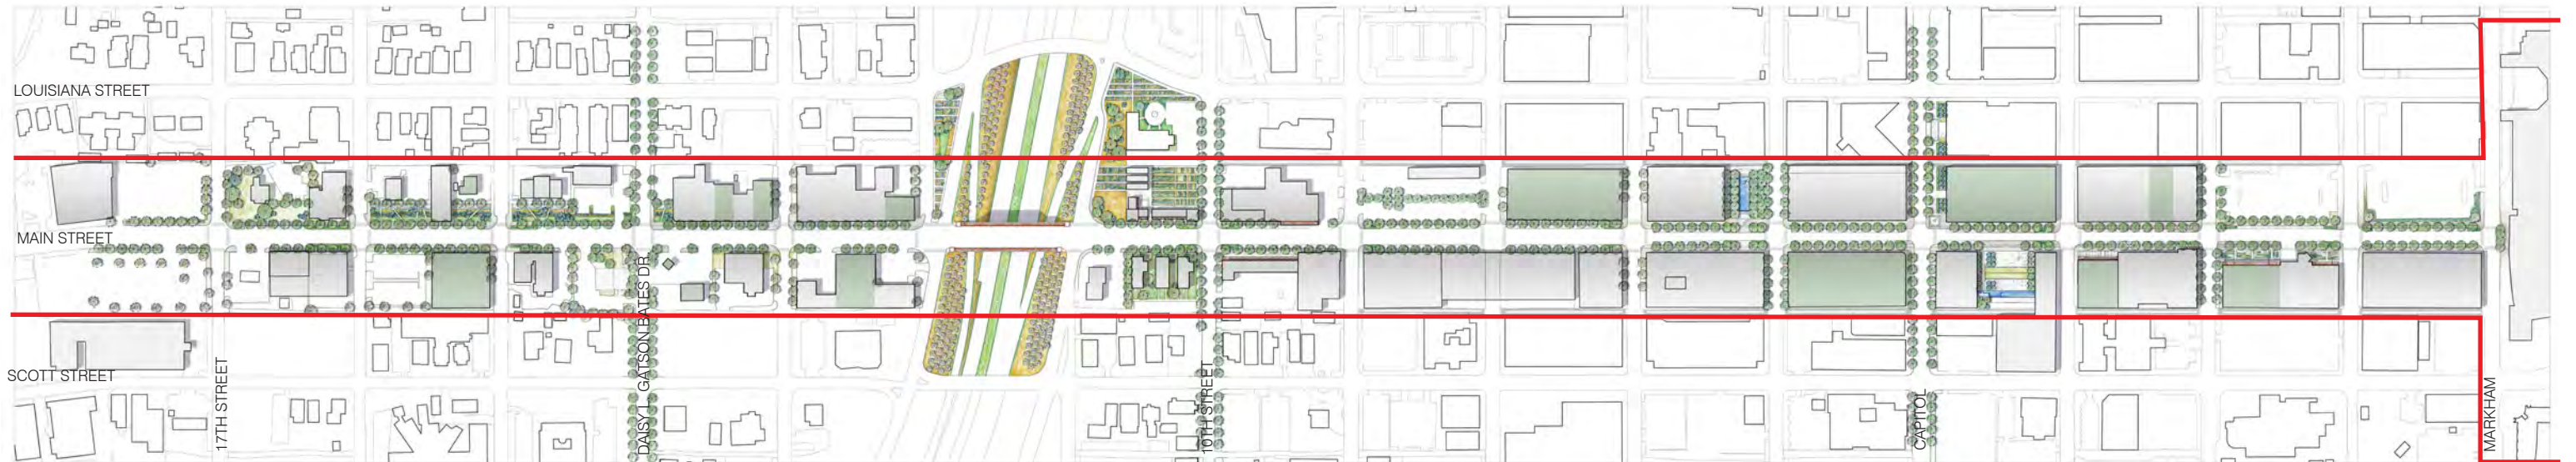 LOUISIANA STREET
MAIN STREET
SCOTT STREET
17TH STREET
DAISY L GATSON BATES DR
10TH STREET
CAPITOL
MARKHAM